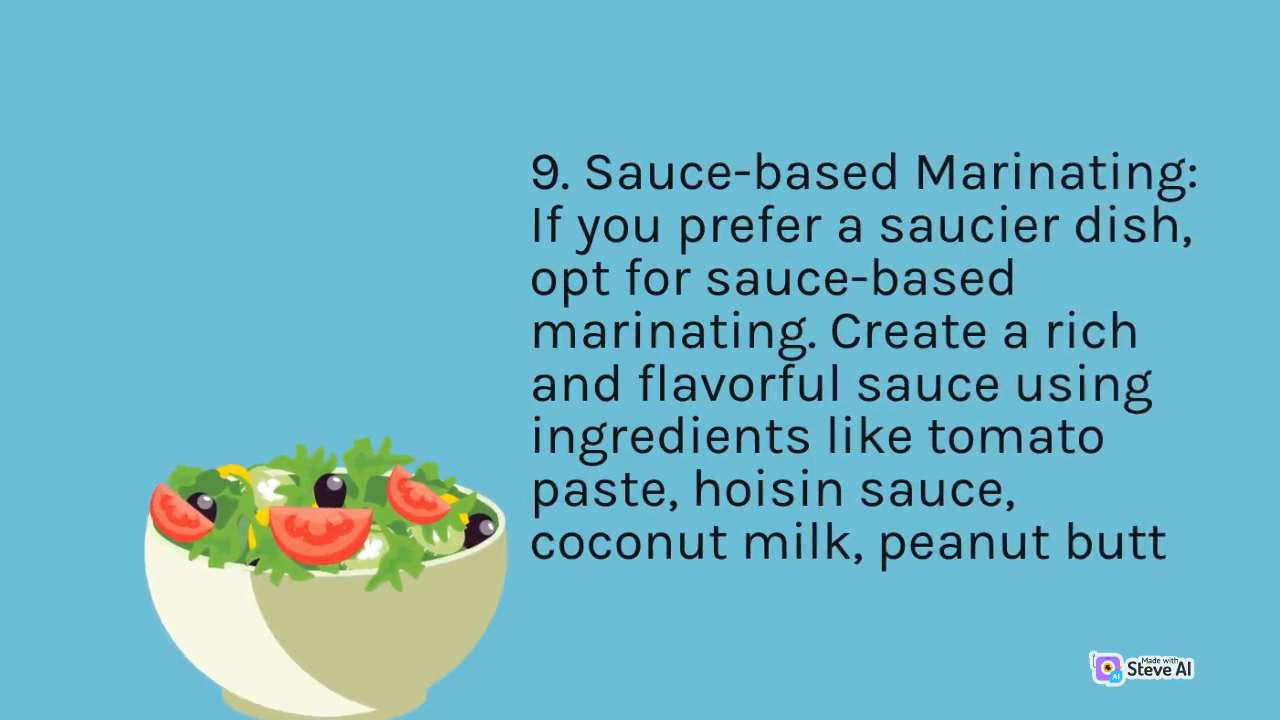 9. Sauce-based Marinating:
If you prefer a saucier dish,
opt for sauce-based
marinating. Create a rich
and flavorful sauce using
ingredients like tomato
paste, hoisin sauce,
coconut milk, peanut butt
Made with
Steve AI
AI